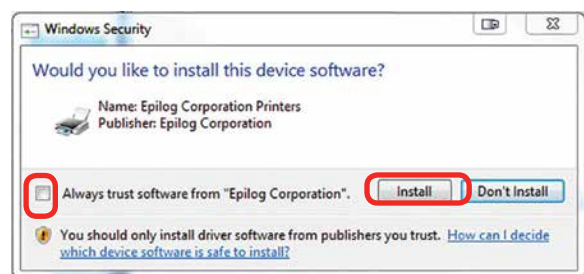 Windows Security
Would you like to install this device software?
Name: Epilog Corporation Printers
Publisher: Epilog Corporation
Always trust software from "Epilog Corporation". Install Don't Install
You should only install driver software from publishers you trust. How can I decide
which device software is safe to install?